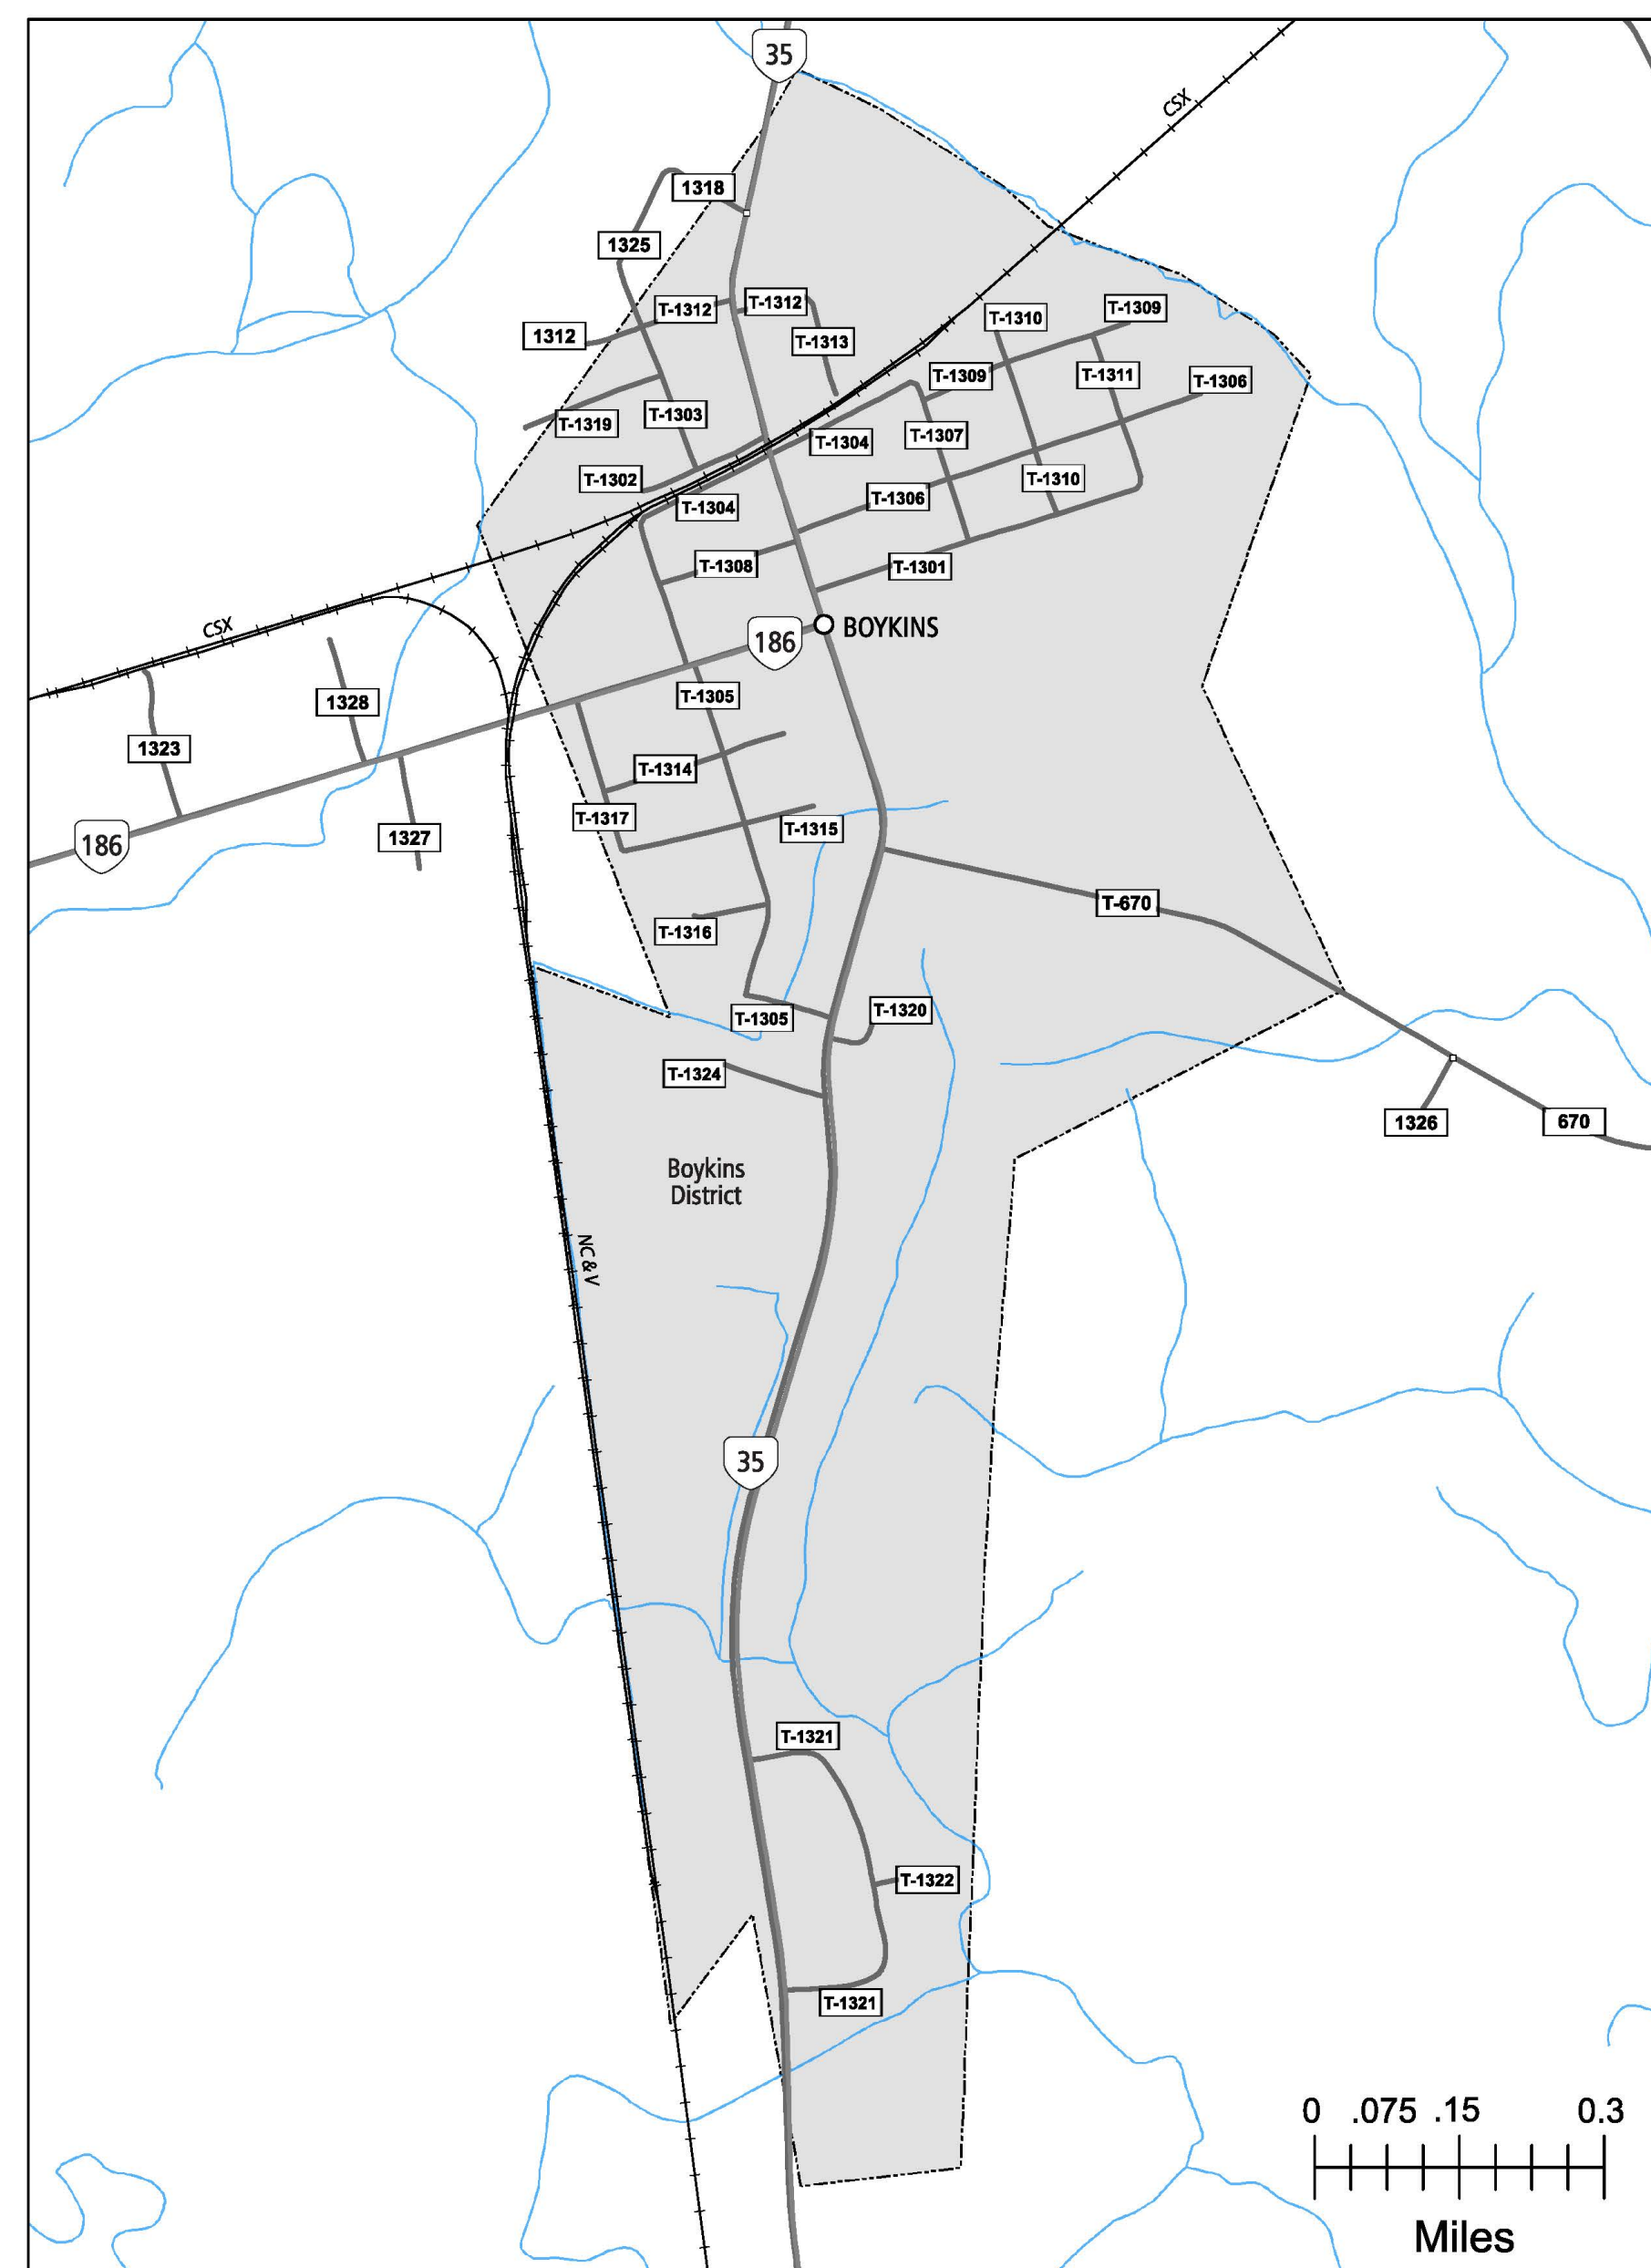 35
CSX
1318
1325
T-1312
T-1312
1312
T-1310
T-1309
T-1313
T-1309
T-1311
T-1306
T-1319
T-1303
T-1304
T-1307
T-1302
T-1310
T-1304
T-1306
T-1308
T-1301
CSX
186
BOYKINS
T-1305
1328
1323
T-1314
T-1317
T-1315
186
1327
T-670
T-1316
T-1305
T-1320
T-1324
1326
670
Boykins
District
NC&V
35
T-1321
T-1322
T-1321
0 .075 .15 0.3
Miles